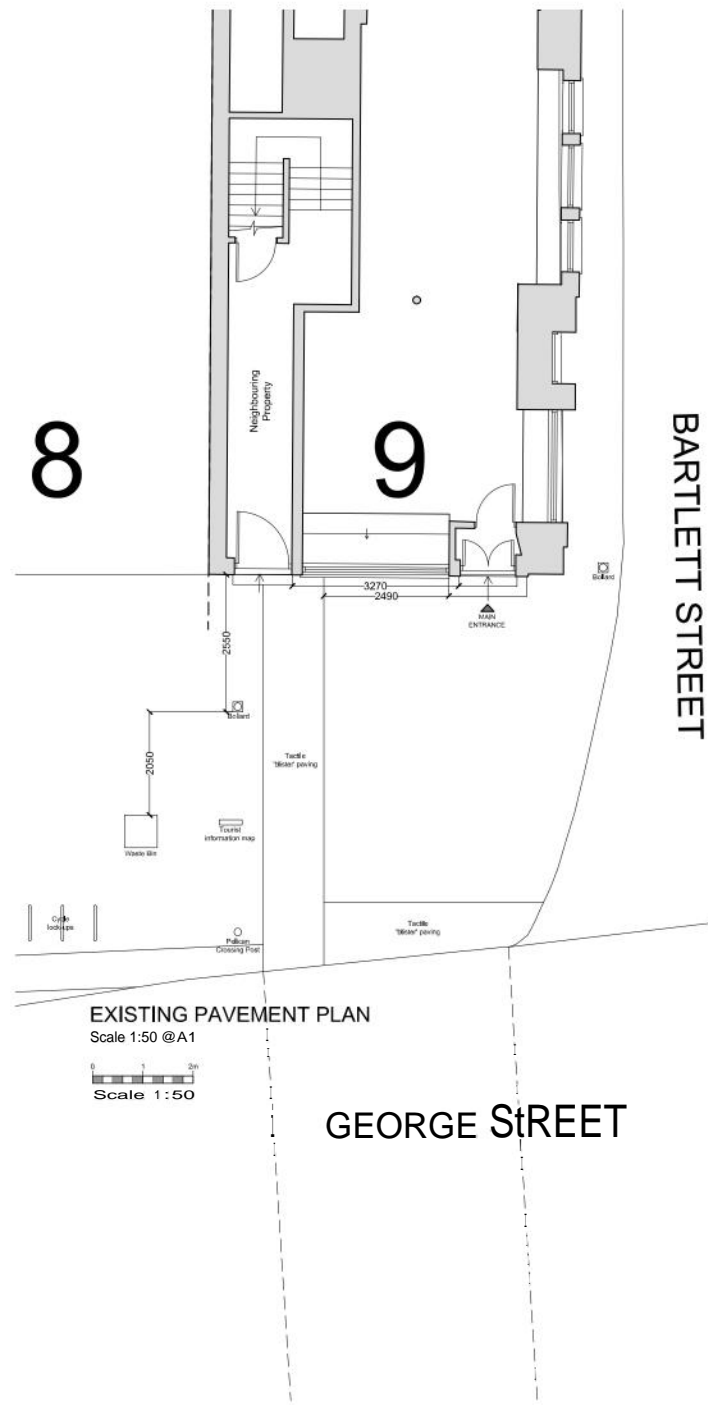 Neighbouring
Property
8
9
BARTLETT STREET
Bollard
3270
2490
MAIN
ENTRANCE
2550
Bollard
2050
Tactile
"blister" paving
Waste Bin
Tourist
information map
Cycle
lock-ups
Pelican
Crossing Post
Tactile
"Blister" paving
EXISTING PAVEMENT PLAN
Scale 1:50 @A1
0 1 2m
Scale 1:50
GEORGE StREET